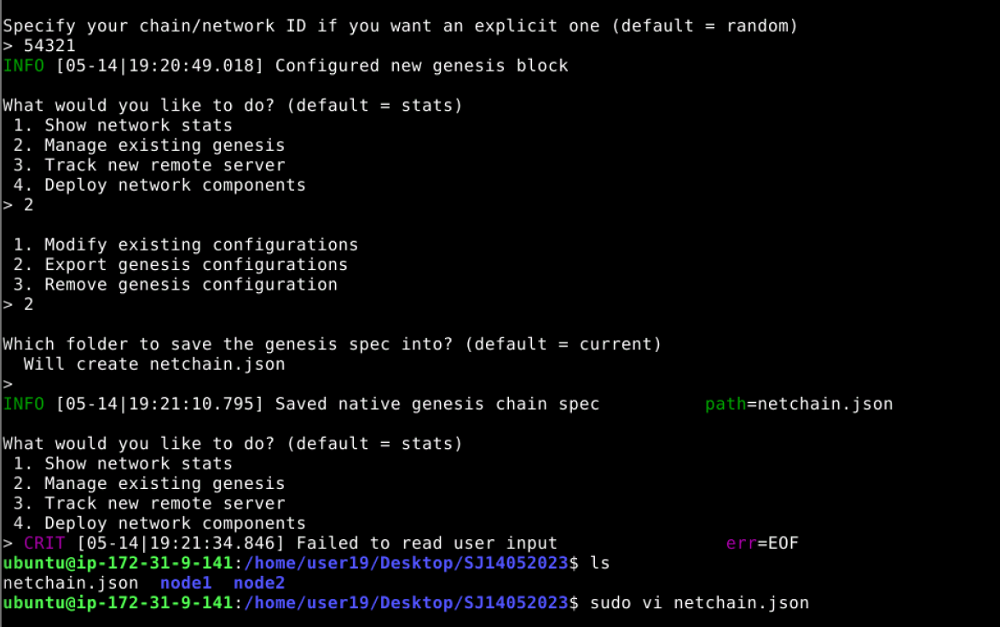 Specify your chain/network ID if you want an explicit one (default = random)
> 54321
INFO [05-14|19:20:49.018] Configured new genesis block
What would you like to do? (default = stats)
1. Show network stats
2. Manage existing genesis
3. Track new remote server
4. Deploy network components
> 2
1. Modify existing configurations
2. Export genesis configurations
3. Remove genesis configuration
> 2
Which folder to save the genesis spec into? (default = current)
Will create netchain.json
>
INFO [05-14|19:21:10.795] Saved native genesis chain spec path=netchain.json
What would you like to do? (default = stats)
1. Show network stats
2. Manage existing genesis
3. Track new remote server
4. Deploy network components
> CRIT [05-14|19:21:34.846] Failed to read user input err=EOF
ubuntu@ip-172-31-9-141:/home/user19/Desktop/SJ14052023$ ls
netchain.json node1 node2
ubuntu@ip-172-31-9-141:/home/user19/Desktop/SJ14052023$ sudo vi netchain.json